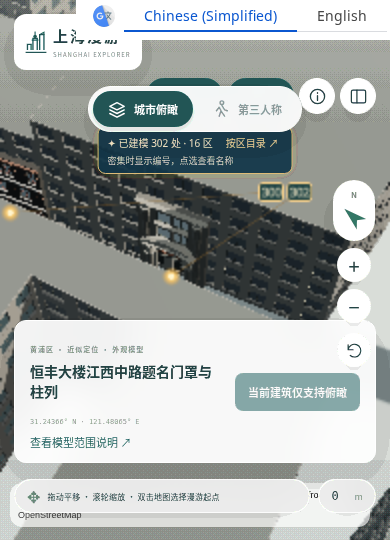 Chinese (Simplified)
English
上海漫游
SHANGHAI EXPLORER
城市俯瞰
第三人称
✦ 已建模 302 处 · 16 区
按区目录 ↗
密集时显示编号，点选查看名称
300
302
N
+
−
黄浦区 · 近似定位 · 外观模型
恒丰大楼江西中路题名门罩与柱列
当前建筑仅支持俯瞰
31.24366° N · 121.48065° E
查看模型范围说明 ↗
拖动平移 · 滚轮缩放 · 双击地图选择漫游起点
0 m
OpenStreetMap